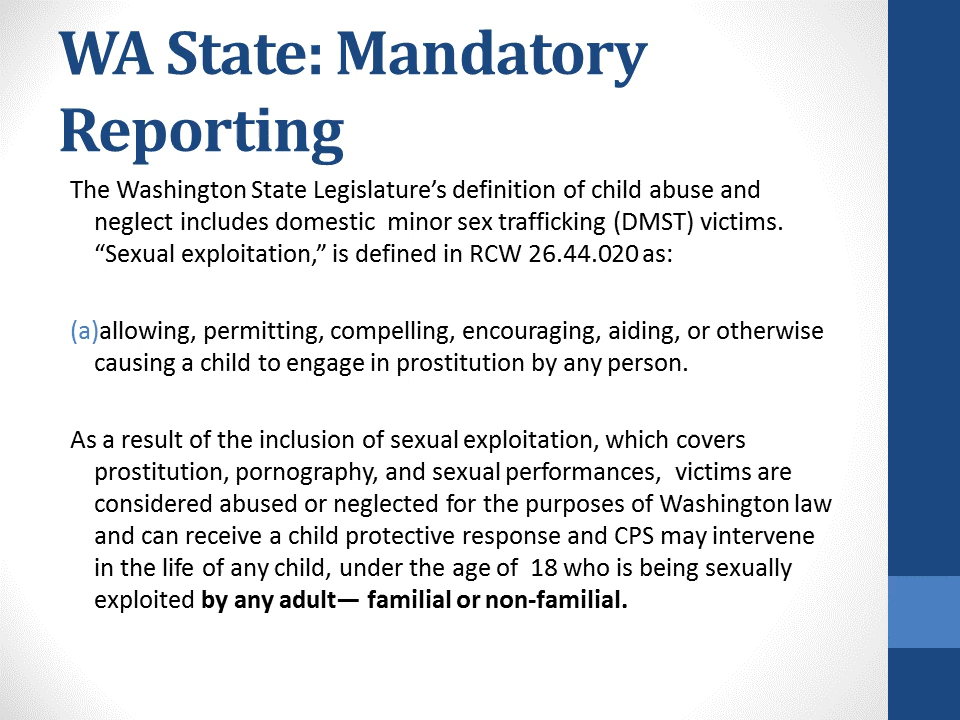 WA State: Mandatory
Reporting
The Washington State Legislature’s definition of child abuse and
neglect includes domestic  minor sex trafficking (DMST) victims.
“Sexual exploitation,” is defined in RCW 26.44.020 as:
(a)allowing, permitting, compelling, encouraging, aiding, or otherwise
causing a child to engage in prostitution by any person.
As a result of the inclusion of sexual exploitation, which covers
prostitution, pornography, and sexual performances,  victims are
considered abused or neglected for the purposes of Washington law
and can receive a child protective response and CPS may intervene
in the life of any child, under the age of  18 who is being sexually
exploited by any adult— familial or non-familial.